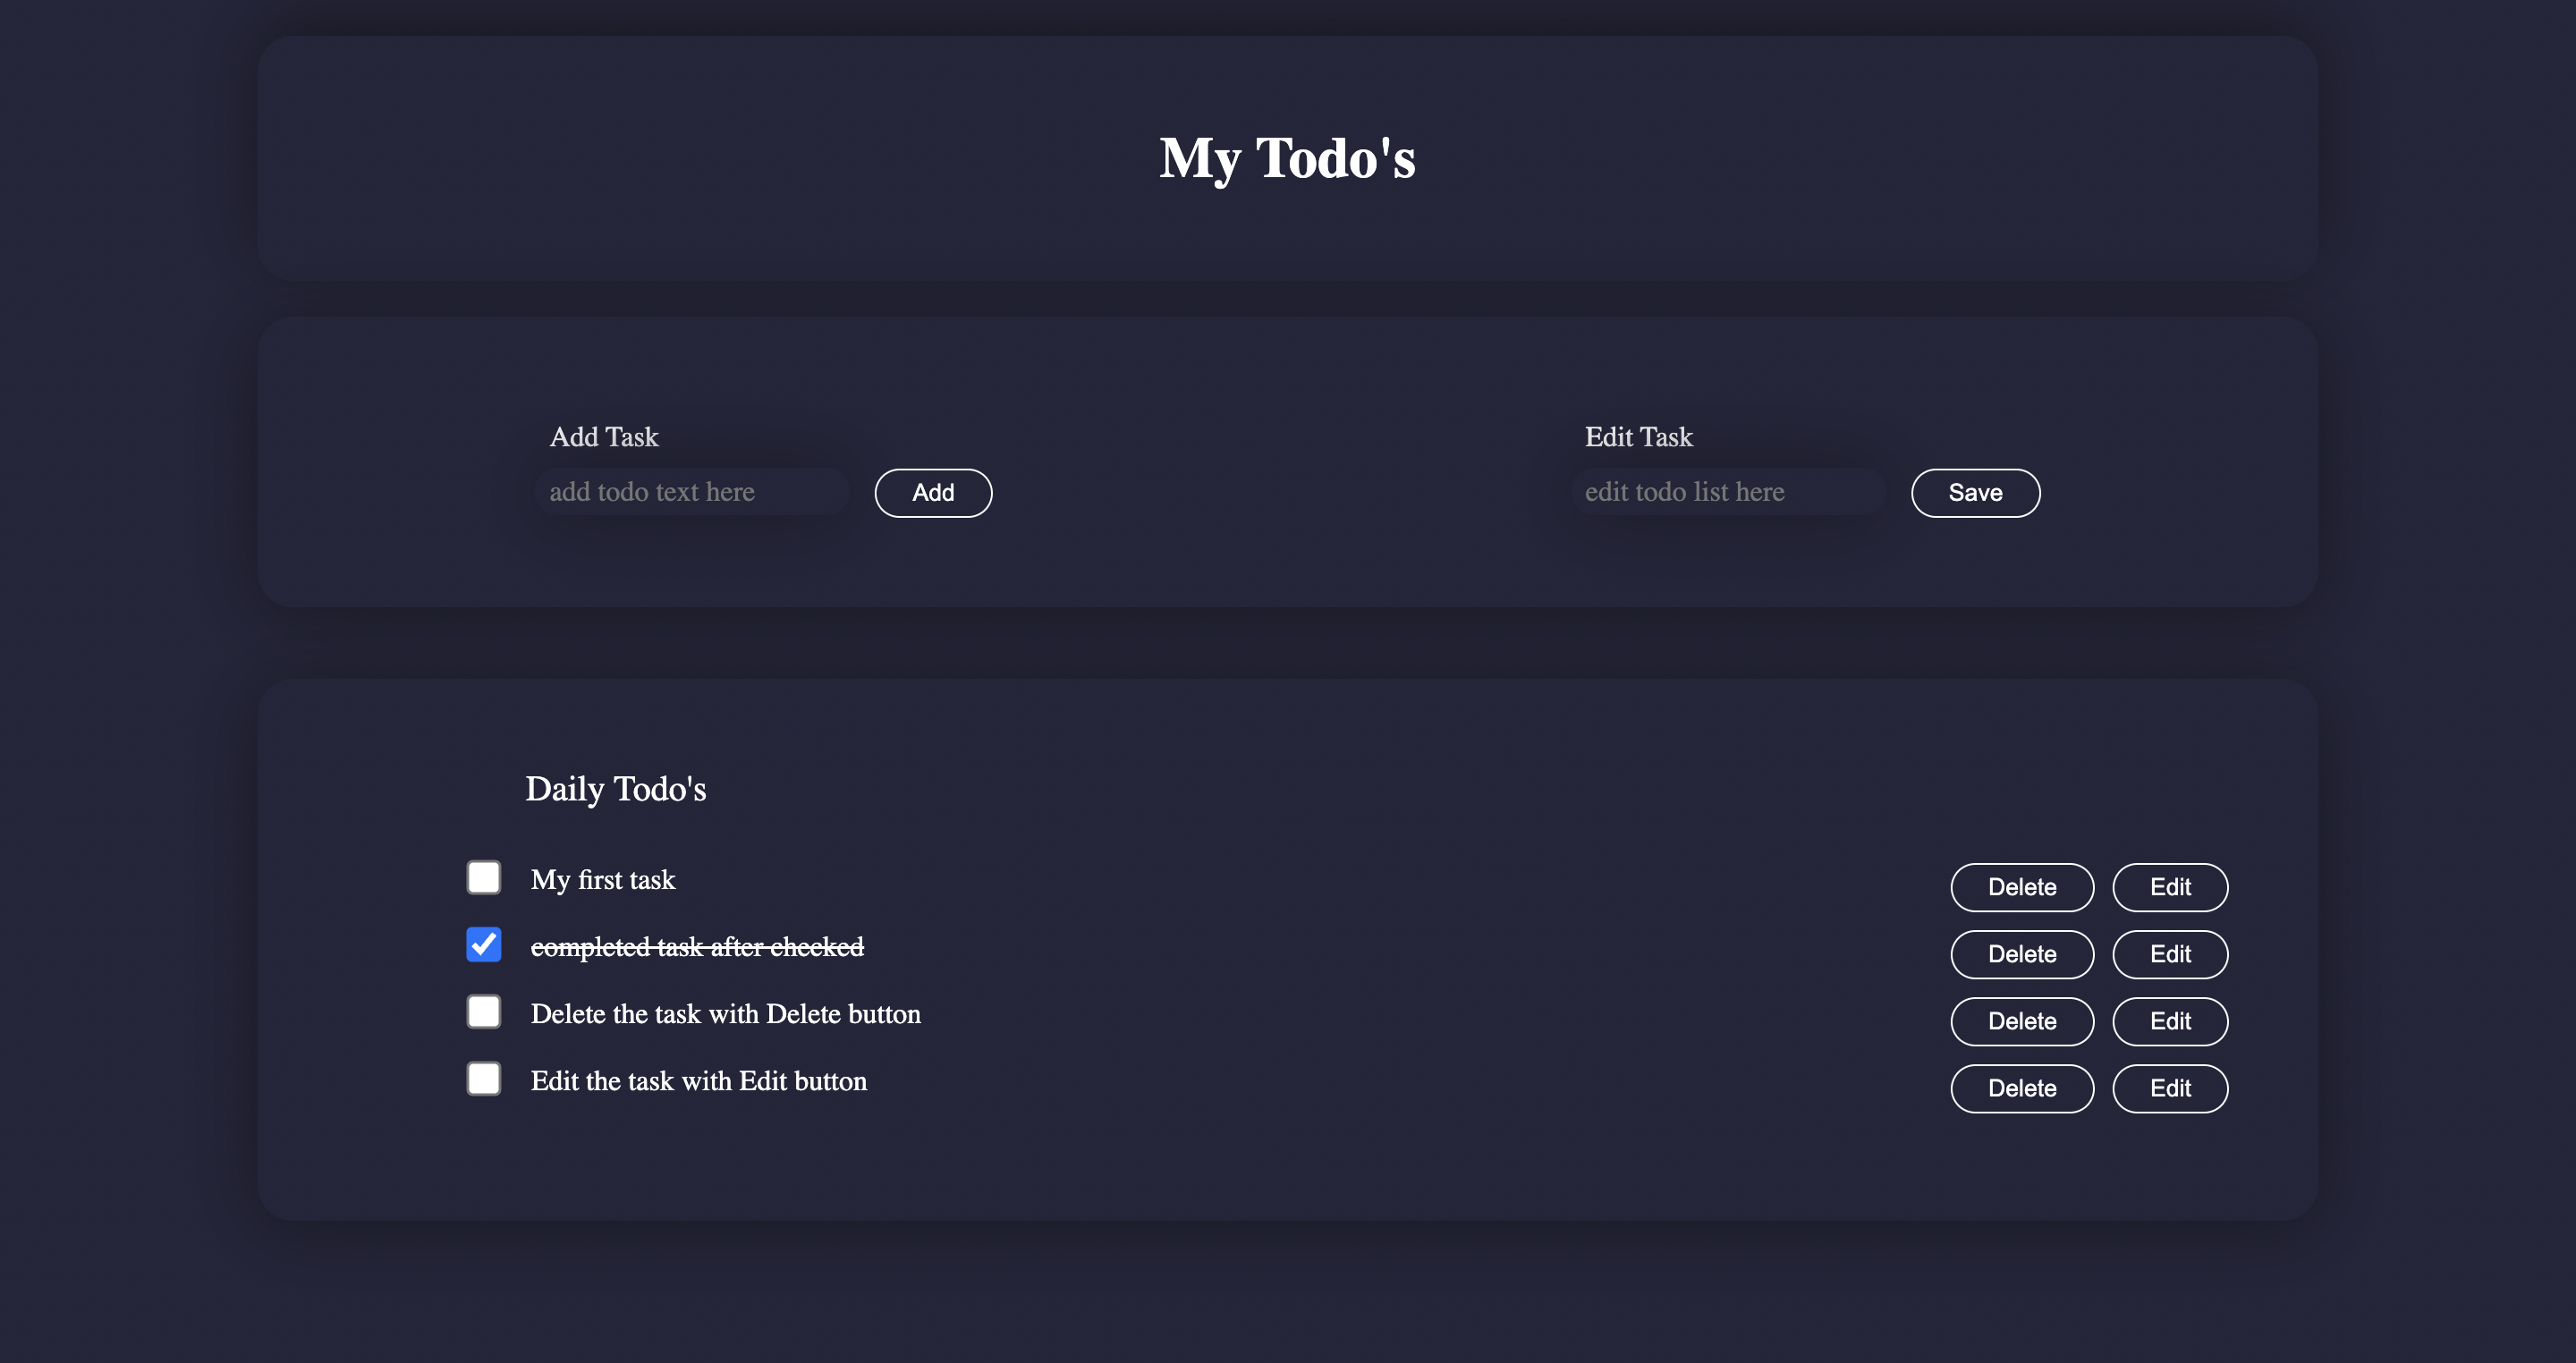 My Todo's
Add Task
add todo text here
Add
Edit Task
edit todo list here
Save
Daily Todo's
My first task
Delete
Edit
completed task after checked
Delete
Edit
Delete the task with Delete button
Delete
Edit
Edit the task with Edit button
Delete
Edit